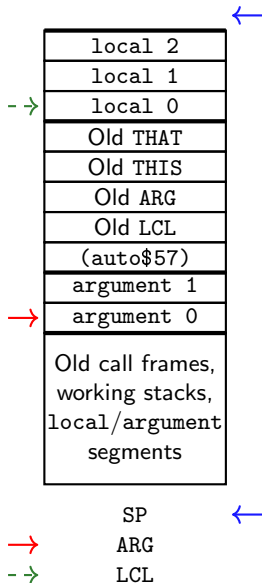 local 2
local 1
local 0
Old THAT
Old THIS
Old ARG
Old LCL
(auto$57)
argument 1
argument 0
Old call frames,
working stacks,
local/argument
segments
SP
ARG
LCL